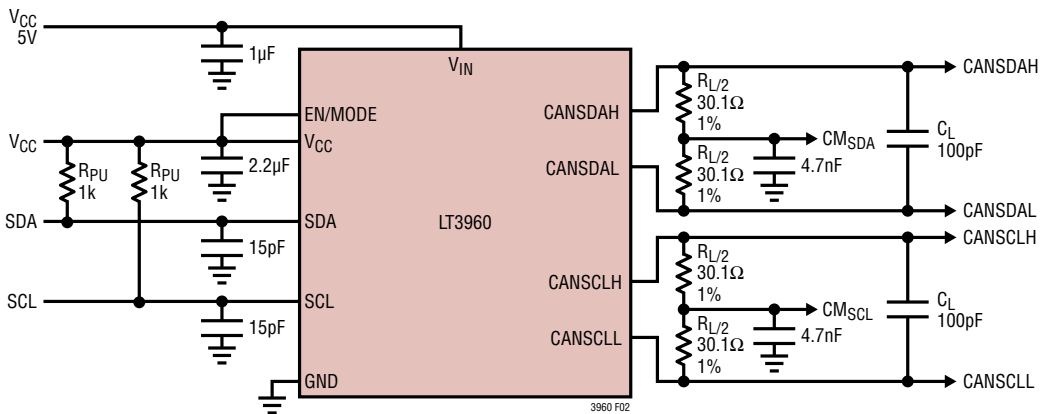 VCC
5V
1µF
VIN
EN/MODE
VCC
VCC
RPU
1k
RPU
1k
2.2µF
SDA
SDA
15pF
SCL
SCL
15pF
GND
LT3960
CANSDAH
CANSDAL
CANSCLH
CANSCLL
RL/2
30.1Ω
1%
RL/2
30.1Ω
1%
CMSDA
4.7nF
CL
100pF
CANSDAH
CANSDAL
CANSCLH
RL/2
30.1Ω
1%
RL/2
30.1Ω
1%
CMSCL
4.7nF
CL
100pF
CANSCLL
3960 F02